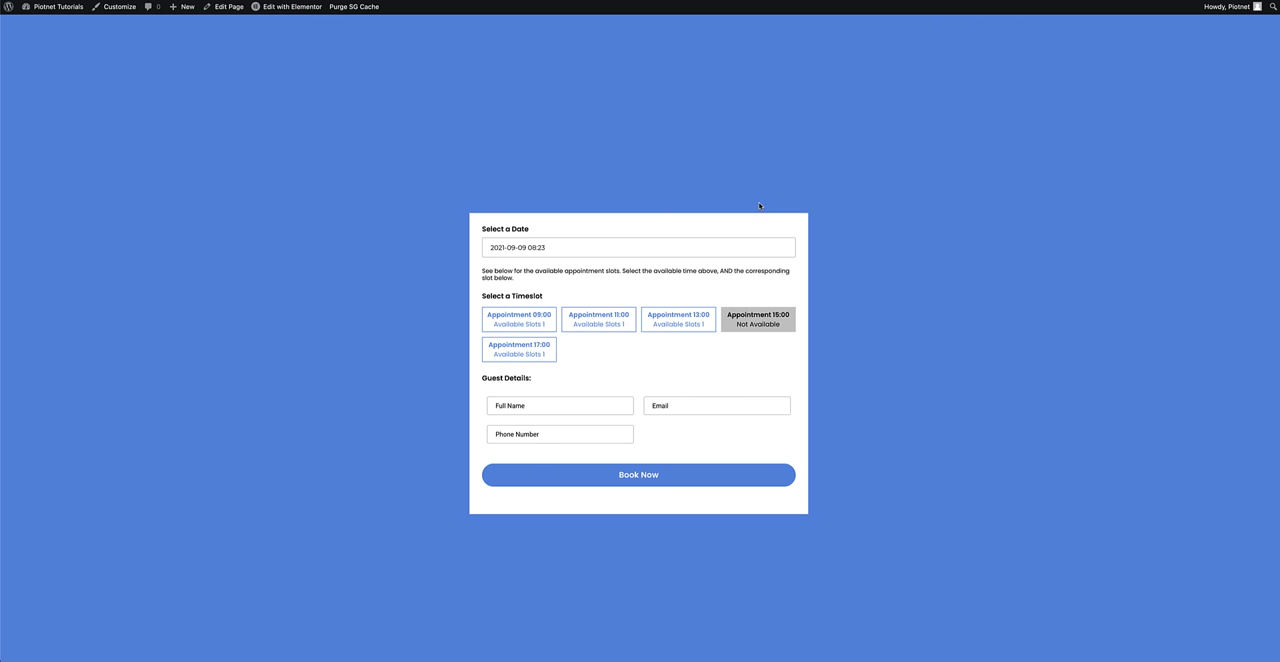 Piotnet Tutorials Customize 0 New Edit Page Edit with Elementor Purge SG Cache Howdy, Piotnet
Select a Date
2021-09-09 08:23
See below for the available appointment slots. Select the available time above, AND the corresponding
slot below.
Select a Timeslot
Appointment 09:00 Appointment 11:00 Appointment 13:00 Appointment 15:00
Available Slots 1 Available Slots 1 Available Slots 1 Not Available
Appointment 17:00
Available Slots 1
Guest Details:
Full Name Email
Phone Number
Book Now